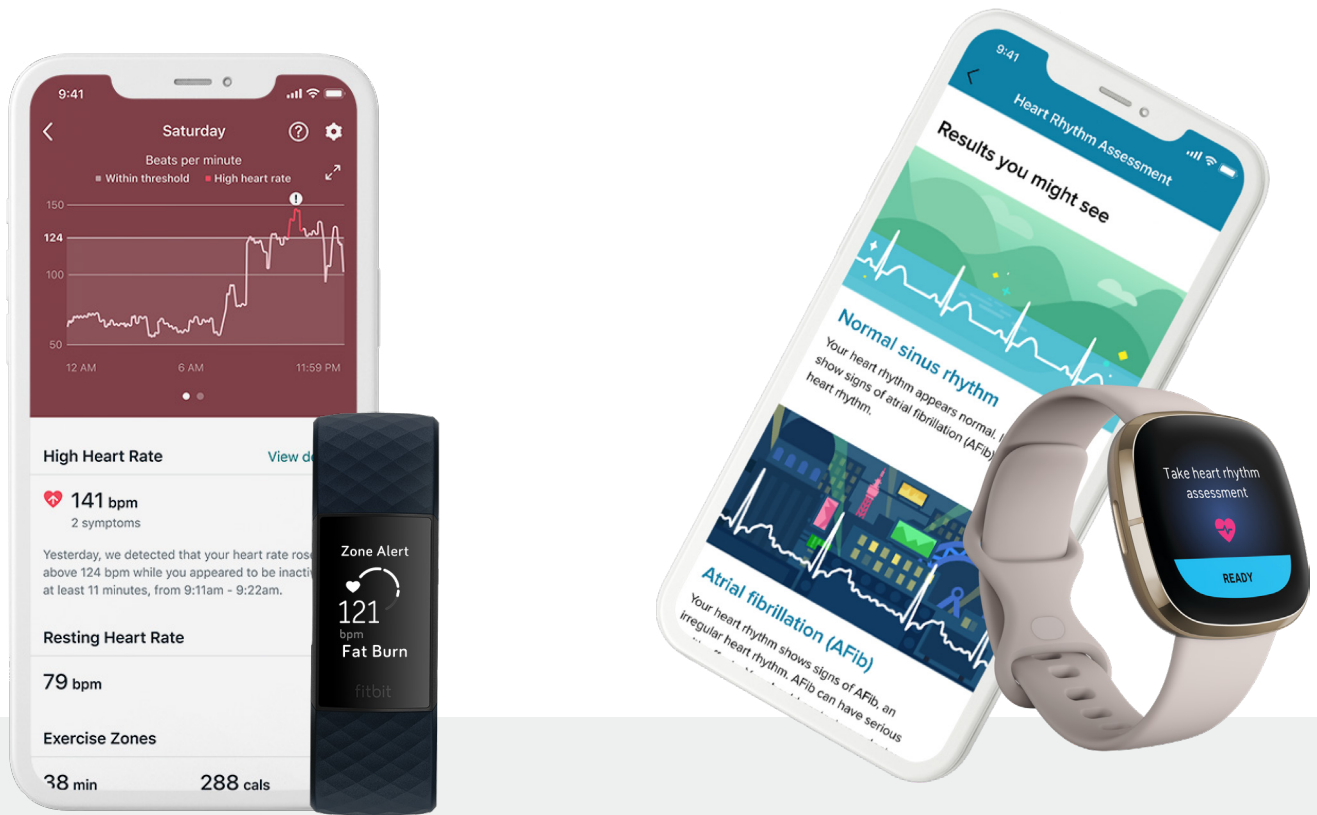 9:41
Saturday
Beats per minute
Within threshold High heart rate
150
124
100
50
12 AM 6 AM 11:59 PM
High Heart Rate View
141 bpm
2 symptoms
Yesterday, we detected that your heart rate rose
above 124 bpm while you appeared to be
at least 11 minutes, from 9:11am - 9:22am.
Resting Heart Rate
79 bpm
Exercise Zones
38 min 288 cals
Zone Alert
121
bpm
Fat Burn
fitbit
9:41
Heart Rhythm Assessment
Results you might see
Normal sinus rhythm
Your heart rhythm appears normal.
show signs of atrial fibrillation (AFib)
heart rhythm.
Atrial fibrillation (AFib)
Your heart rhythm shows signs of AFib, an
irregular heart rhythm. AFib can have serious
Take heart rhythm
assessment
READY